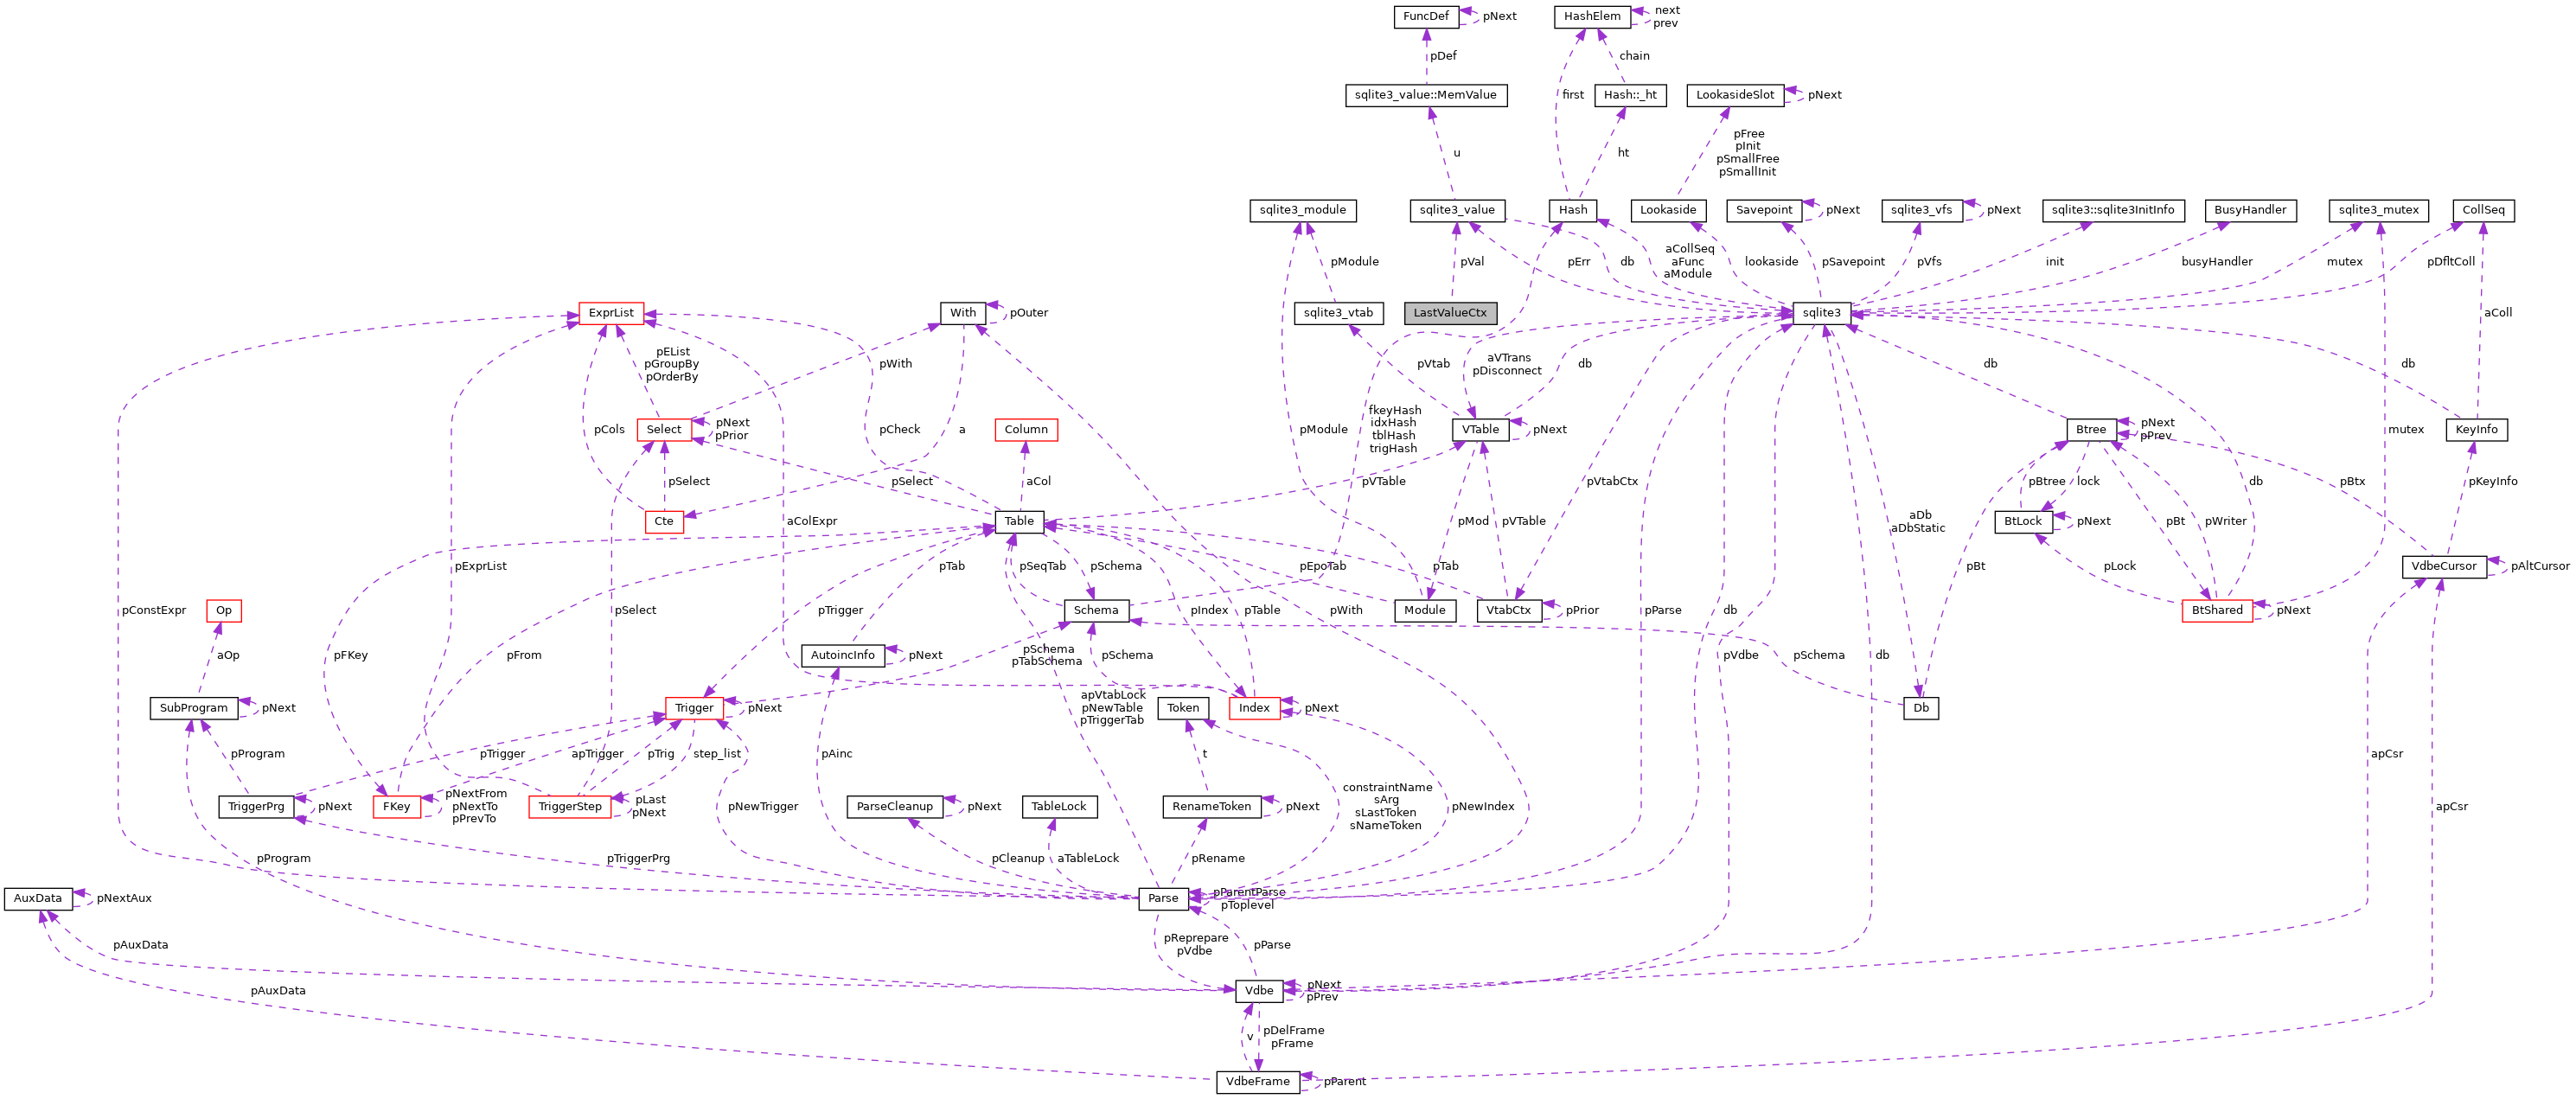 FuncDef
pNext
HashElem
next
prev
pDef
chain
sqlite3_value::MemValue
first
Hash::_ht
LookasideSlot
pNext
u
ht
pFree
pInit
pSmallFree
pSmallInit
sqlite3_module
sqlite3_value
Hash
Lookaside
Savepoint
pNext
sqlite3_vfs
pNext
sqlite3::sqlite3InitInfo
BusyHandler
sqlite3_mutex
CollSeq
pModule
pVal
pErr
db
aCollSeq
aFunc
aModule
lookaside
pSavepoint
pVfs
init
busyHandler
mutex
pDfltColl
ExprList
With
pOuter
sqlite3_vtab
LastValueCtx
sqlite3
aColl
pEList
pGroupBy
pOrderBy
pWith
pVtab
aVTrans
pDisconnect
db
db
db
pCols
Select
pNext
pPrior
pCheck
a
Column
pModule
fkeyHash
idxHash
tblHash
trigHash
VTable
pNext
Btree
pNext
pPrev
mutex
KeyInfo
pSelect
pSelect
aCol
pVTable
pVtabCtx
pBtree
lock
db
pBtx
pKeyInfo
Cte
aColExpr
Table
pMod
pVTable
aDb
aDbStatic
BtLock
pNext
pBt
pWriter
pExprList
pTab
pSeqTab
pSchema
pEpoTab
pTab
pBt
pLock
VdbeCursor
pAltCursor
pConstExpr
Op
pSelect
pTrigger
Schema
pIndex
pTable
pWith
Module
VtabCtx
pPrior
pParse
db
BtShared
pNext
aOp
pFKey
pFrom
AutoincInfo
pNext
pSchema
pTabSchema
pSchema
pVdbe
pSchema
db
SubProgram
pNext
Trigger
pNext
apVtabLock
pNewTable
pTriggerTab
Token
Index
pNext
Db
pProgram
pTrigger
apTrigger
pTrig
step_list
pAinc
t
apCsr
TriggerPrg
pNext
FKey
pNextFrom
pNextTo
pPrevTo
TriggerStep
pLast
pNext
pNewTrigger
ParseCleanup
pNext
TableLock
RenameToken
pNext
constraintName
sArg
sLastToken
sNameToken
pNewIndex
apCsr
pProgram
pTriggerPrg
pCleanup
aTableLock
pRename
AuxData
pNextAux
Parse
pParentParse
pToplevel
pAuxData
pReprepare
pVdbe
pParse
pAuxData
Vdbe
pNext
pPrev
v
pDelFrame
pFrame
VdbeFrame
pParent